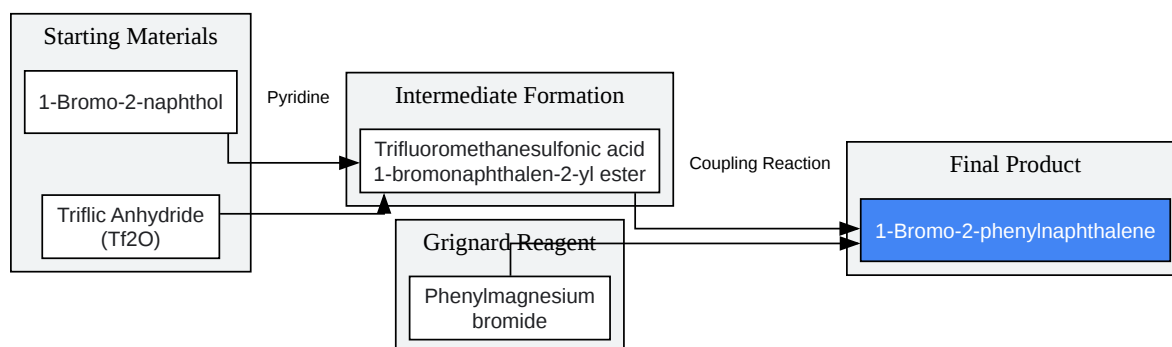 Starting Materials
1-Bromo-2-naphthol
Triflic Anhydride
(Tf2O)
Pyridine
Intermediate Formation
Trifluoromethanesulfonic acid
1-bromonaphthalen-2-yl ester
Grignard Reagent
Phenylmagnesium
bromide
Coupling Reaction
Final Product
1-Bromo-2-phenylnaphthalene